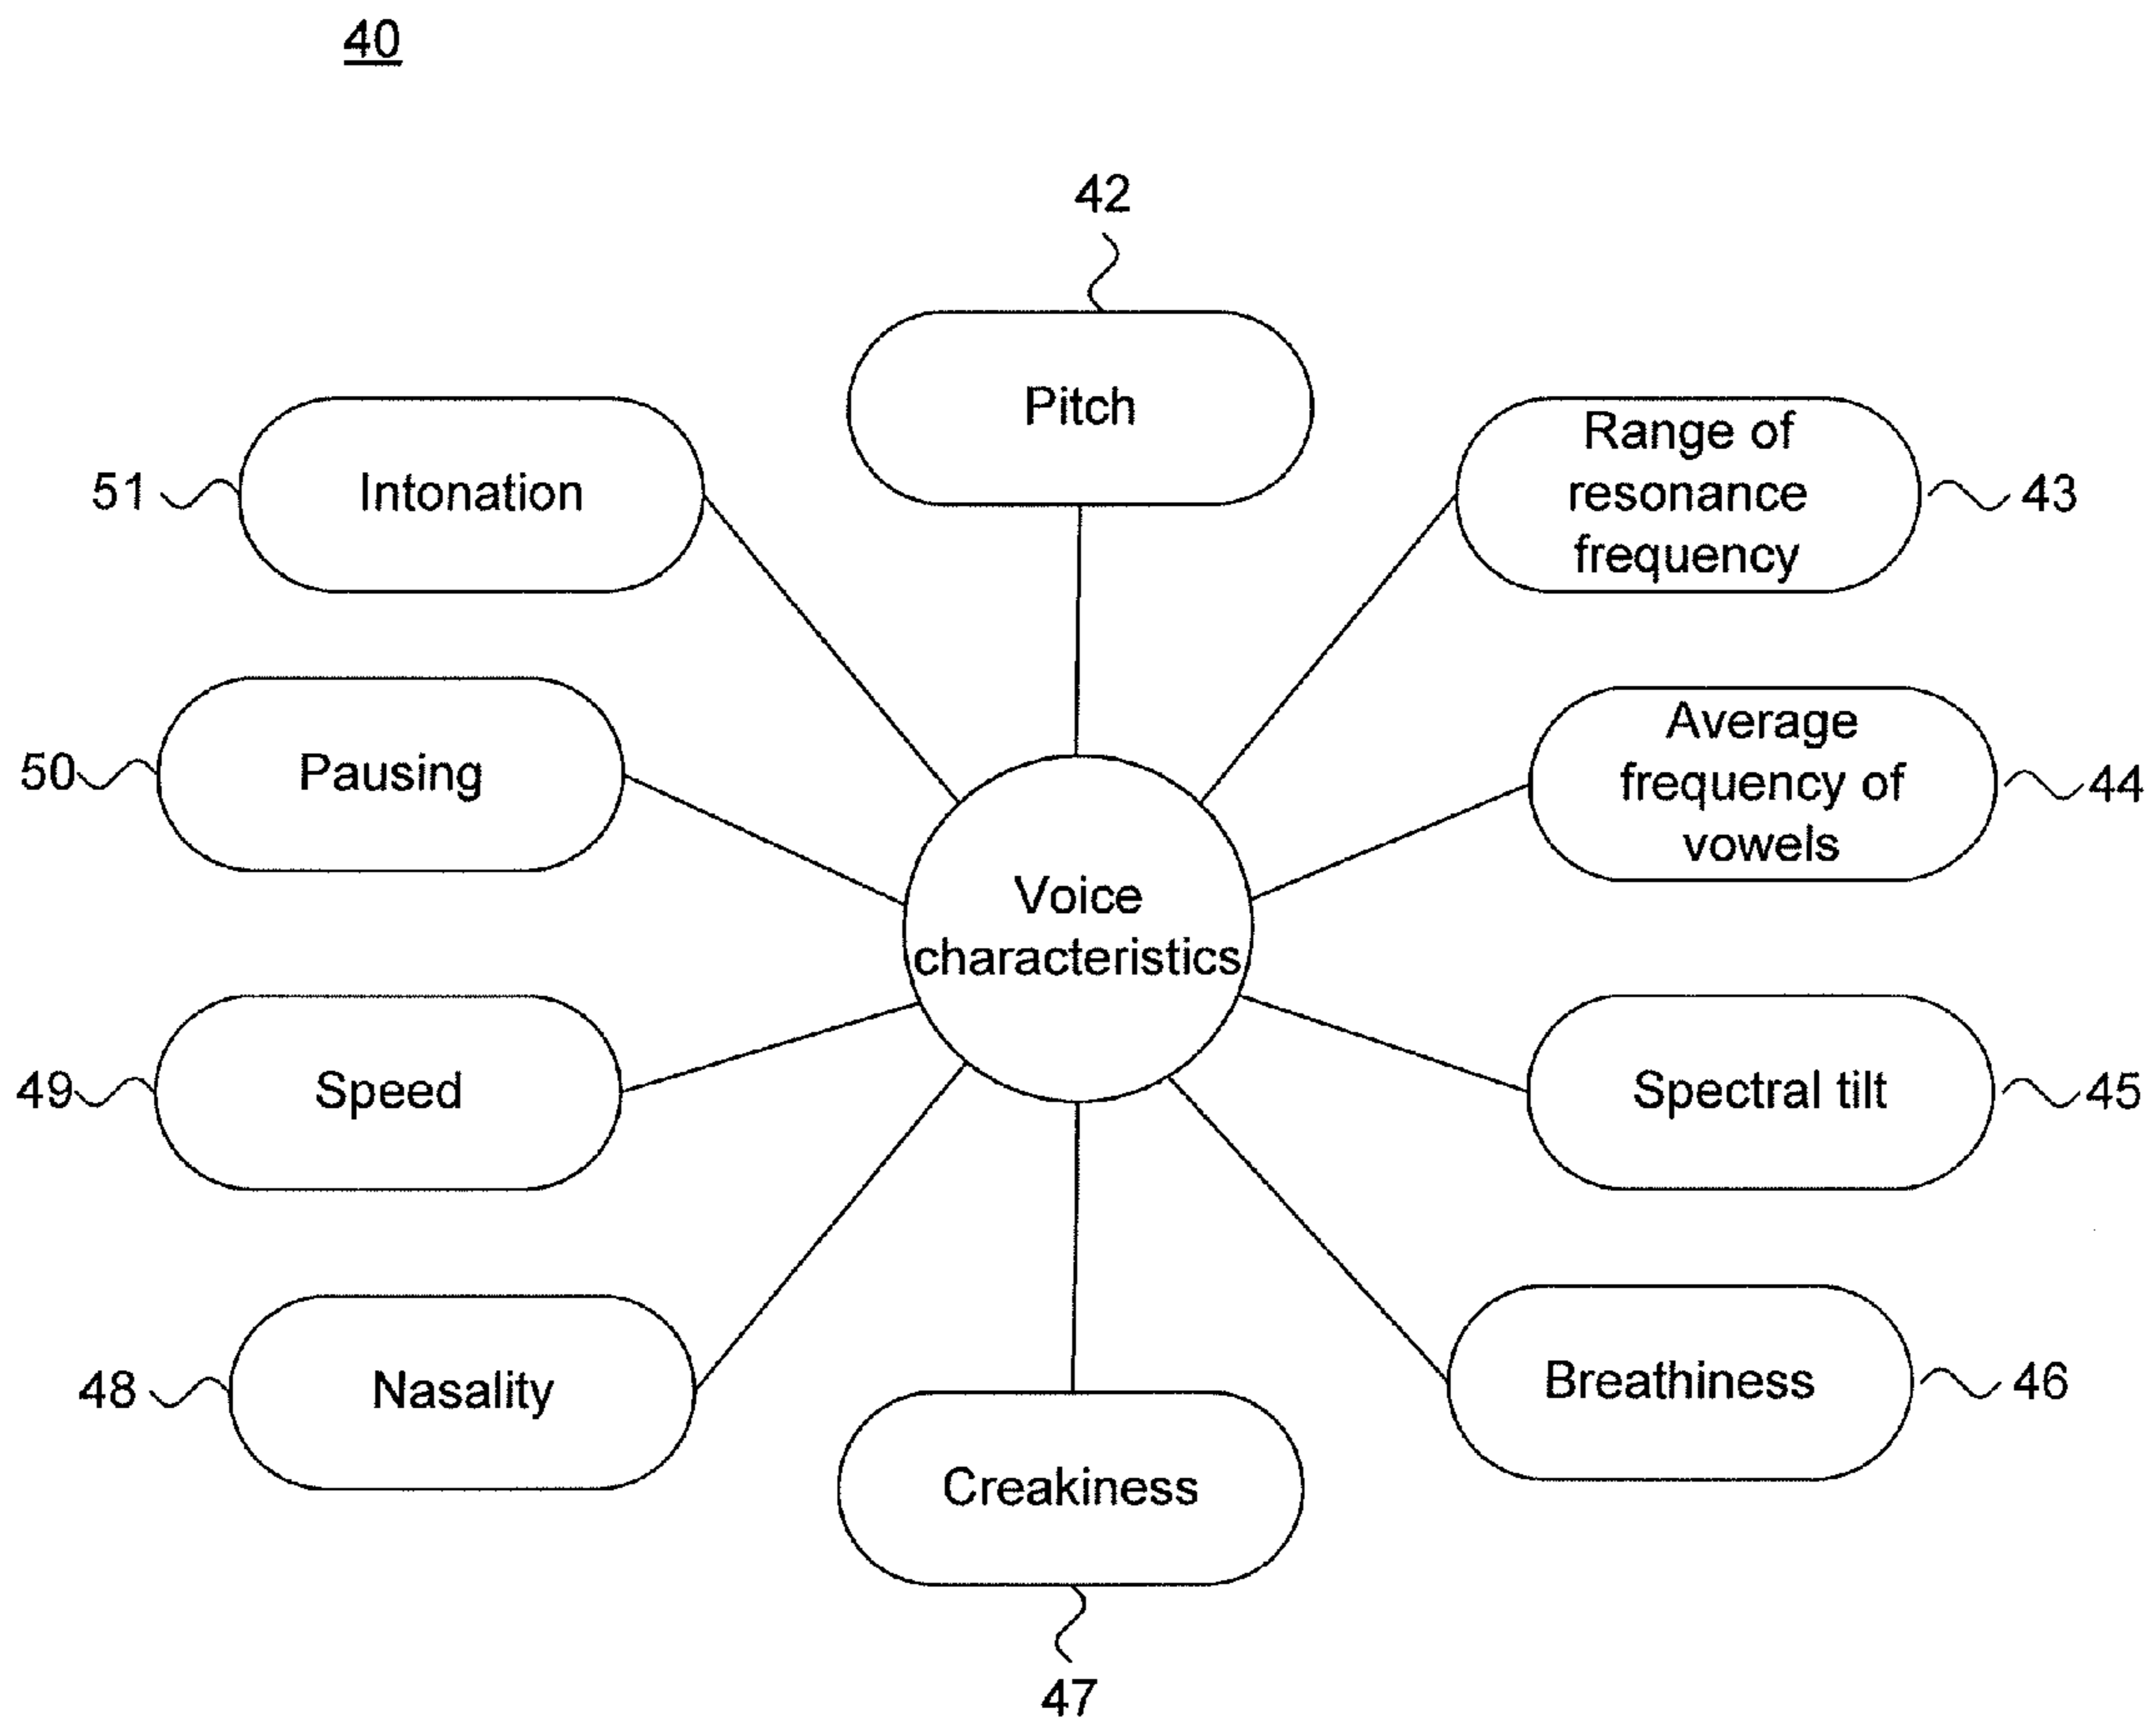 40
42
Pitch
Range of
resonance
frequency
43
51
Intonation
Average
frequency of
vowels
44
50
Pausing
Voice
characteristics
49
Speed
Spectral tilt
45
48
Nasality
Breathiness
46
Creakiness
47